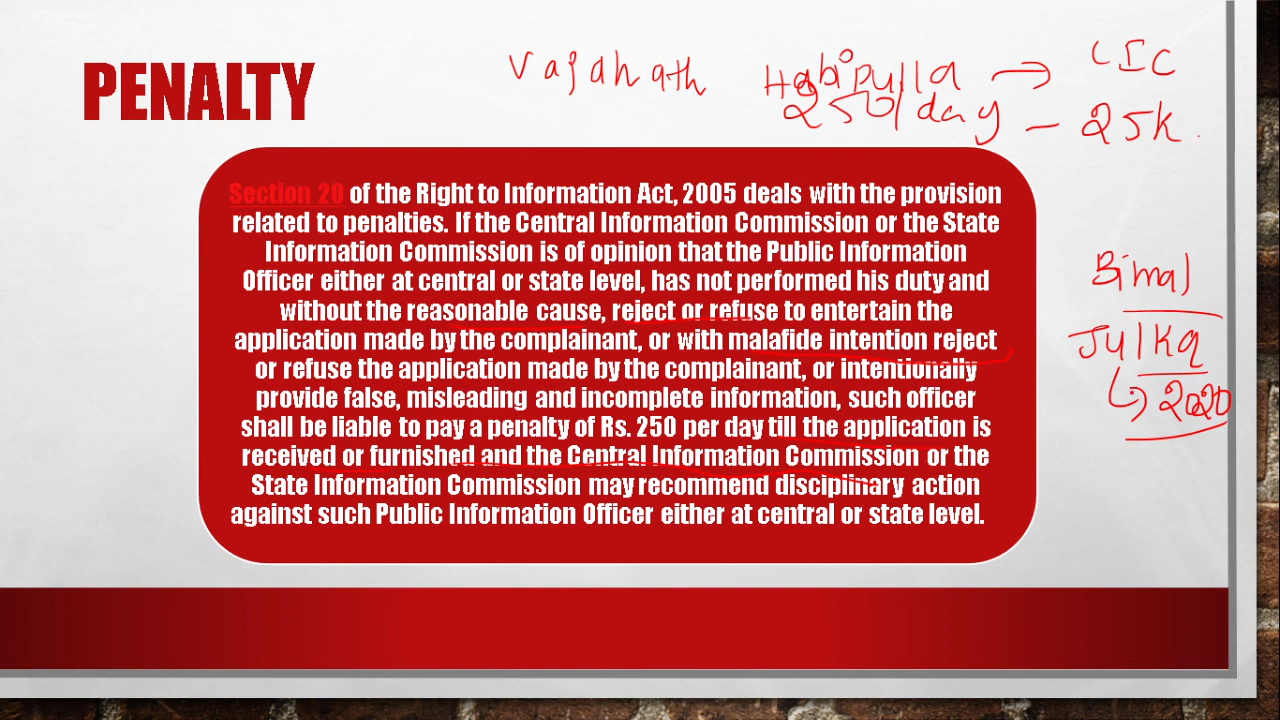 PENALTY
Vajahath Habibulla → CIC
250/day – 25K.
Section 20 of the Right to Information Act, 2005 deals with the provision
related to penalties. If the Central Information Commission or the State
Information Commission is of opinion that the Public Information
Officer either at central or state level, has not performed his duty and
without the reasonable cause, reject or refuse to entertain the
application made by the complainant, or with malafide intention reject
or refuse the application made by the complainant, or intentionally
provide false, misleading and incomplete information, such officer
shall be liable to pay a penalty of Rs. 250 per day till the application is
received or furnished and the Central Information Commission or the
State Information Commission may recommend disciplinary action
against such Public Information Officer either at central or state level.
Bimal
Julka
↳ 2020